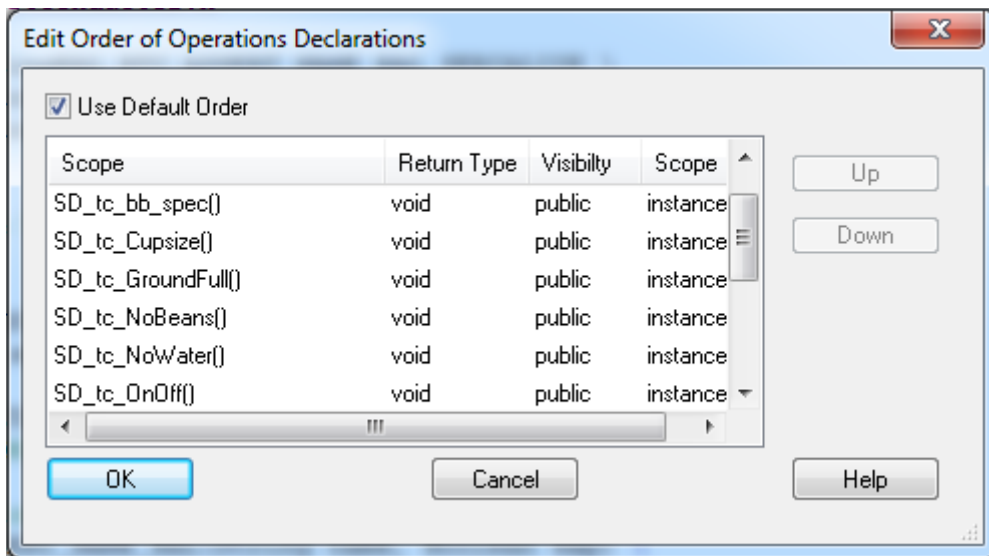 Edit Order of Operations Declarations
Use Default Order
Scope Return Type Visibilty Scope
SD_tc_bb_spec() void public instance
SD_tc_Cupsize() void public instance
SD_tc_GroundFull() void public instance
SD_tc_NoBeans() void public instance
SD_tc_NoWater() void public instance
SD_tc_OnOff() void public instance
Up
Down
OK Cancel Help